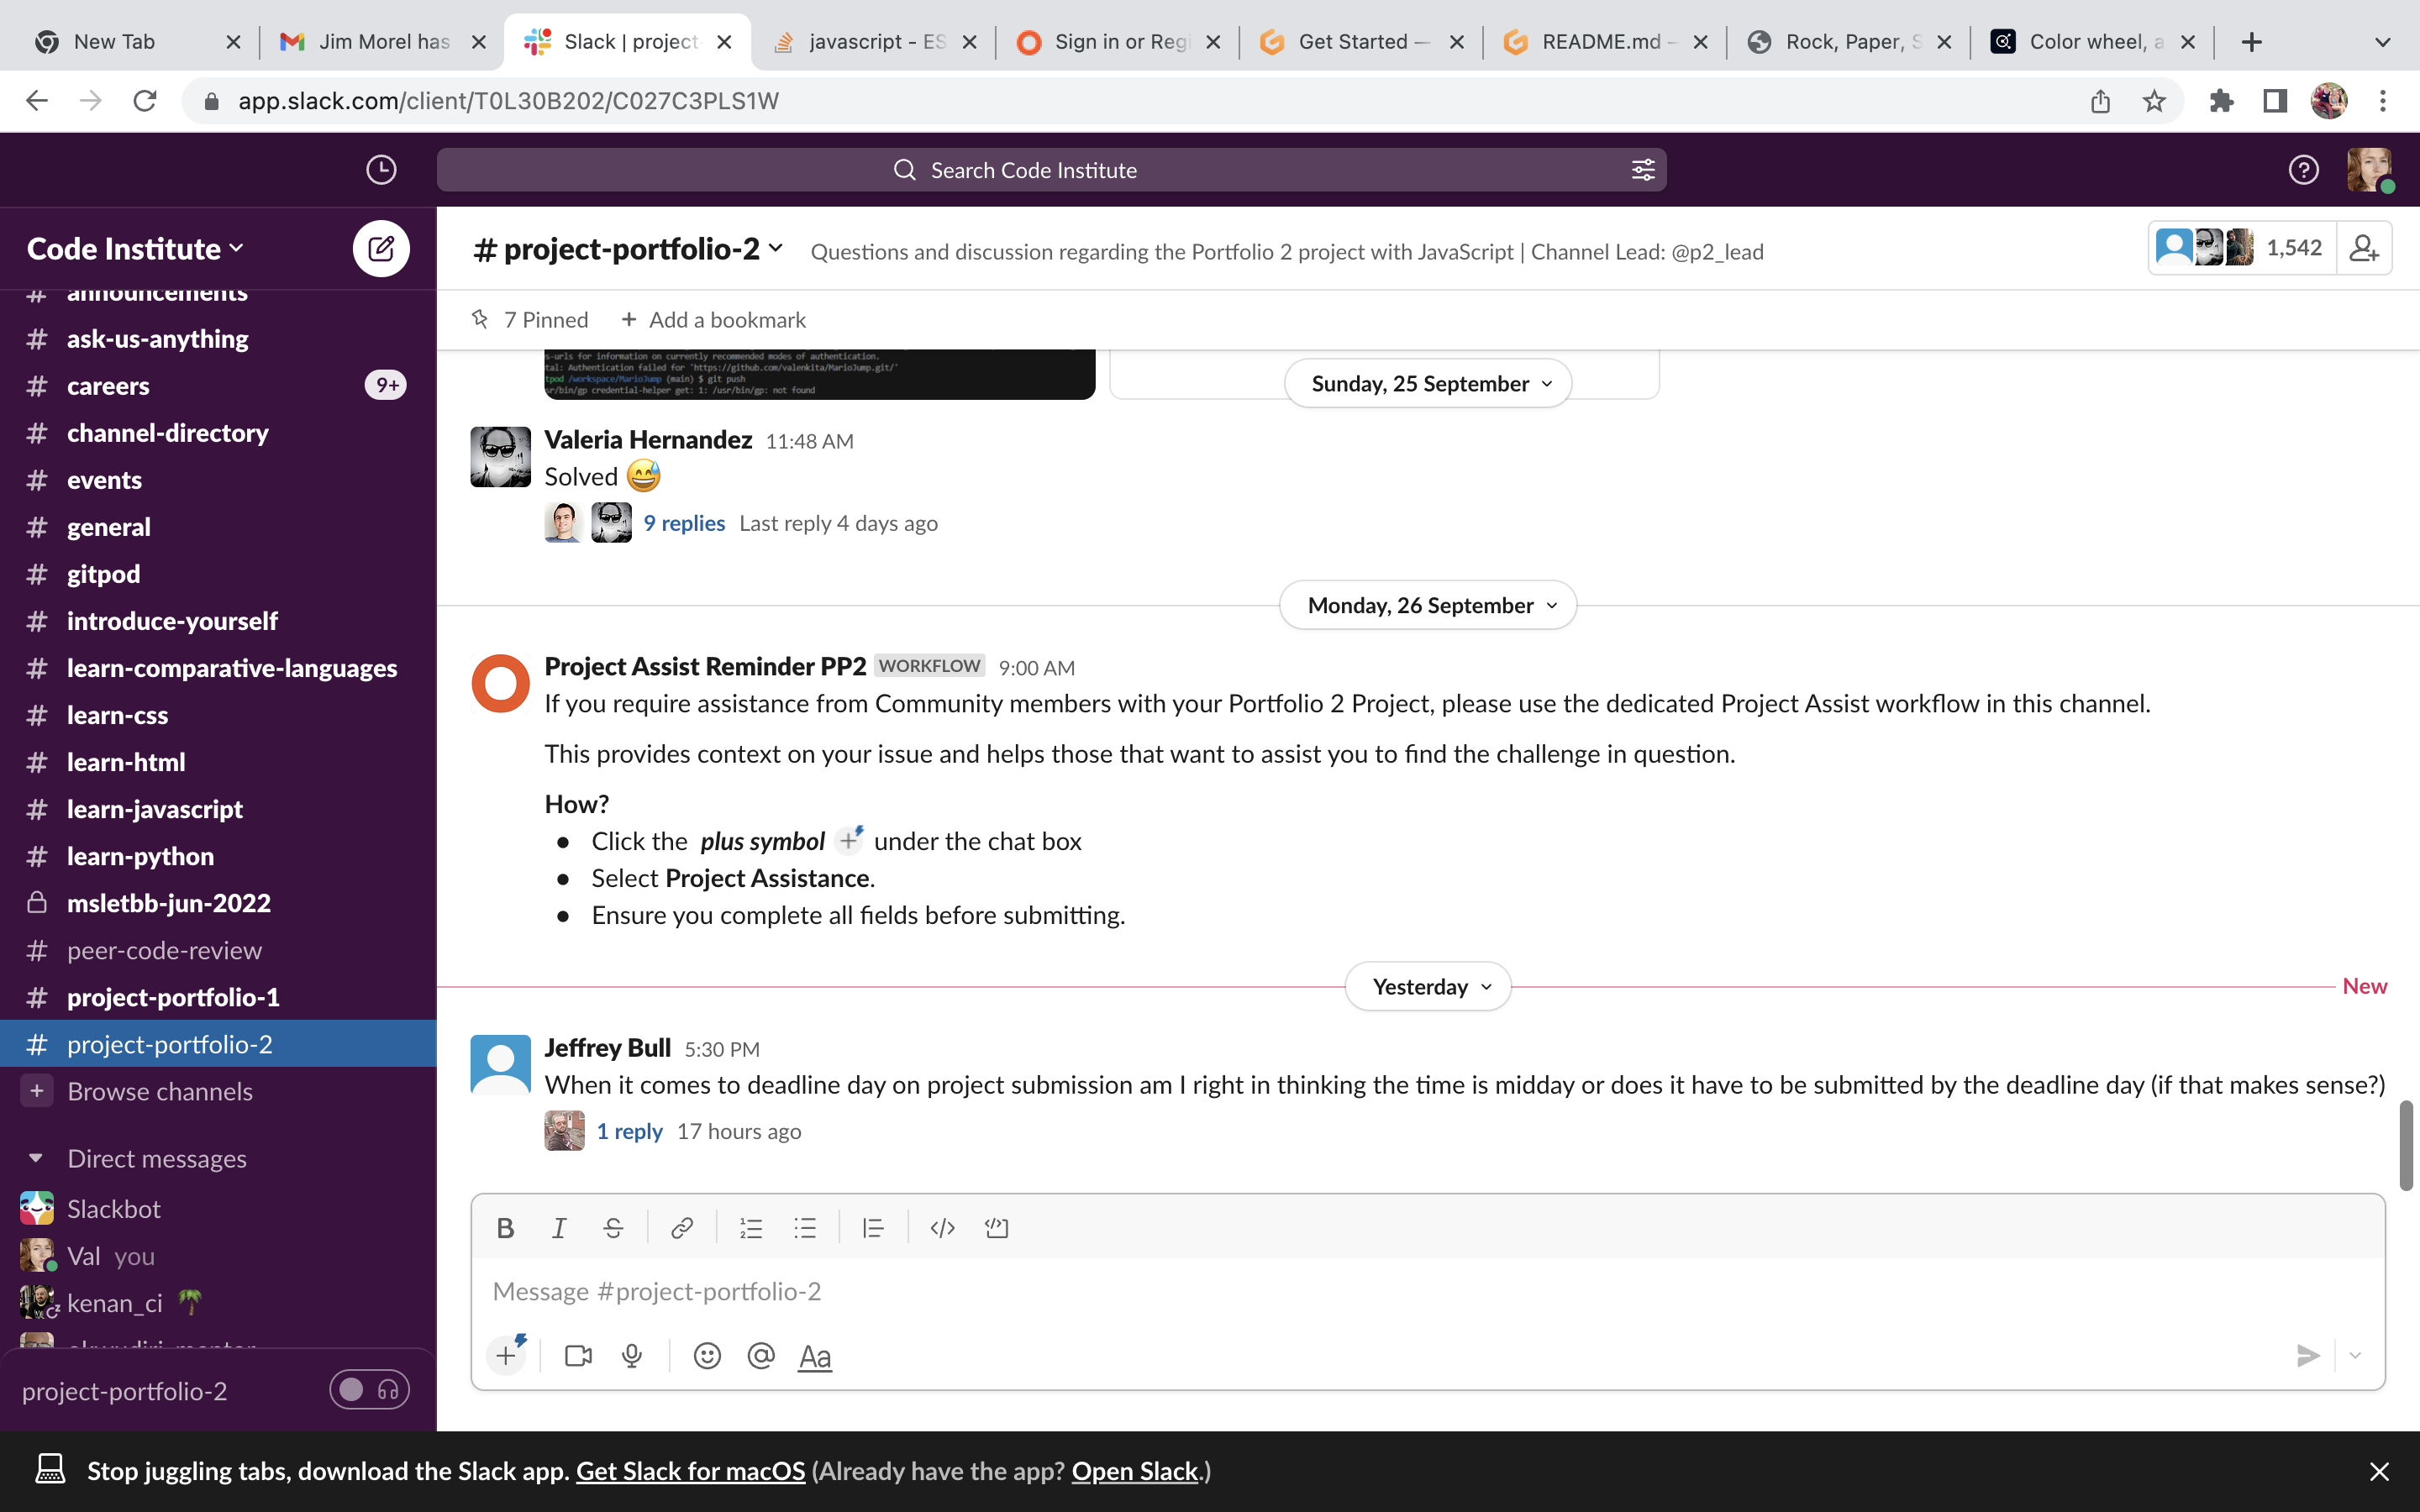 New Tab
Jim Morel has
Slack | project-
javascript - ES
Sign in or Regi
Get Started —
README.md —
Rock, Paper, S
Color wheel, a
app.slack.com/client/T0L30B202/C027C3PLS1W
Search Code Institute
Code Institute
announcements
ask-us-anything
careers 9+
channel-directory
events
general
gitpod
introduce-yourself
learn-comparative-languages
learn-css
learn-html
learn-javascript
learn-python
msletbb-jun-2022
peer-code-review
project-portfolio-1
project-portfolio-2
Browse channels
Direct messages
Slackbot
Val you
kenan_ci
project-portfolio-2
# project-portfolio-2 Questions and discussion regarding the Portfolio 2 project with JavaScript | Channel Lead: @p2_lead
1,542
7 Pinned + Add a bookmark
s-urls for information on currently recommended modes of authentication.
tal: Authentication failed for 'https://github.com/valenkita/MarioJump.git/'
tpod /workspace/MarioJump (main) $ git push
sr/bin/gp credential-helper get: 1: /usr/bin/gp: not found
Sunday, 25 September
Valeria Hernandez 11:48 AM
Solved 😅
9 replies Last reply 4 days ago
Monday, 26 September
Project Assist Reminder PP2 WORKFLOW 9:00 AM
If you require assistance from Community members with your Portfolio 2 Project, please use the dedicated Project Assist workflow in this channel.
This provides context on your issue and helps those that want to assist you to find the challenge in question.
How?
• Click the plus symbol under the chat box
• Select Project Assistance.
• Ensure you complete all fields before submitting.
Yesterday
New
Jeffrey Bull 5:30 PM
When it comes to deadline day on project submission am I right in thinking the time is midday or does it have to be submitted by the deadline day (if that makes sense?)
1 reply 17 hours ago
Message #project-portfolio-2
Aa
Stop juggling tabs, download the Slack app. Get Slack for macOS (Already have the app? Open Slack.)